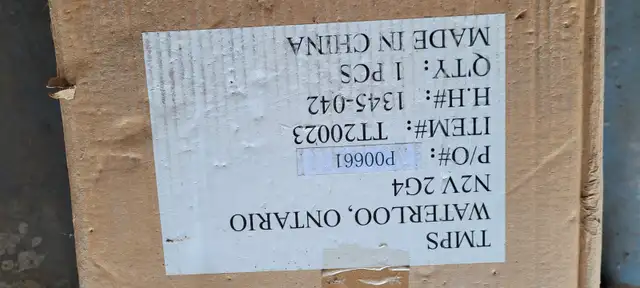 TMPS
WATERLOO, ONTARIO
N2V 2G4
P/O#: P00661
ITEM#: TT20023
H.H#: 1345-042
Q'TY: 1 PCS
MADE IN CHINA